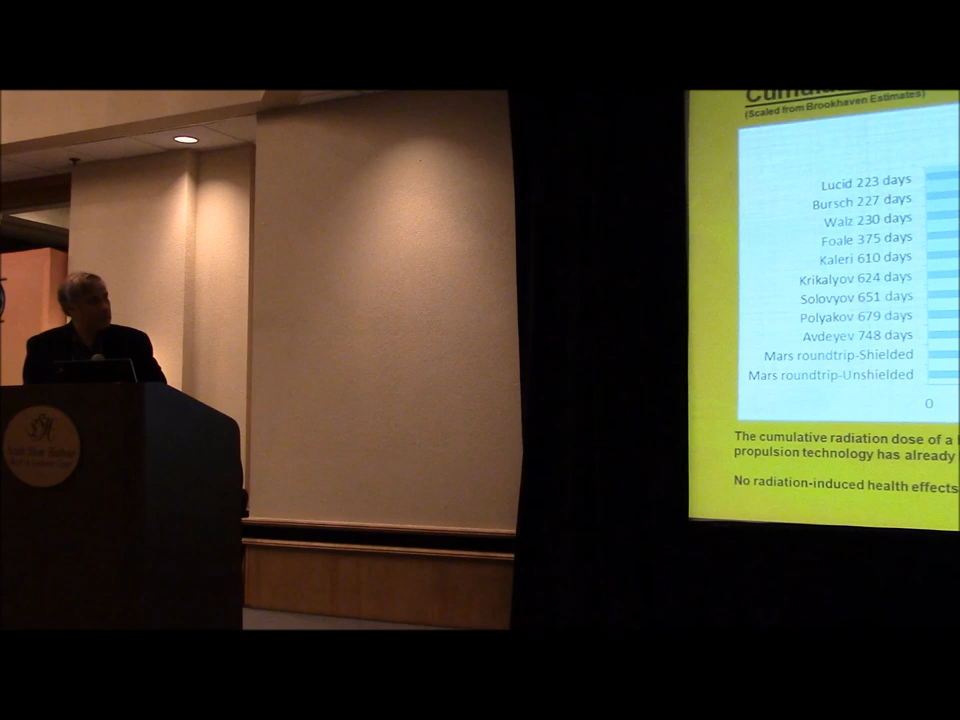 (Scaled from Brookhaven Estimates)
Lucid 223 days
Bursch 227 days
Walz 230 days
Foale 375 days
Kaleri 610 days
Krikalyov 624 days
Solovyov 651 days
Polyakov 679 days
Avdeyev 748 days
Mars roundtrip-Shielded
Mars roundtrip-Unshielded
0
The cumulative radiation dose of a
propulsion technology has already
No radiation-induced health effects